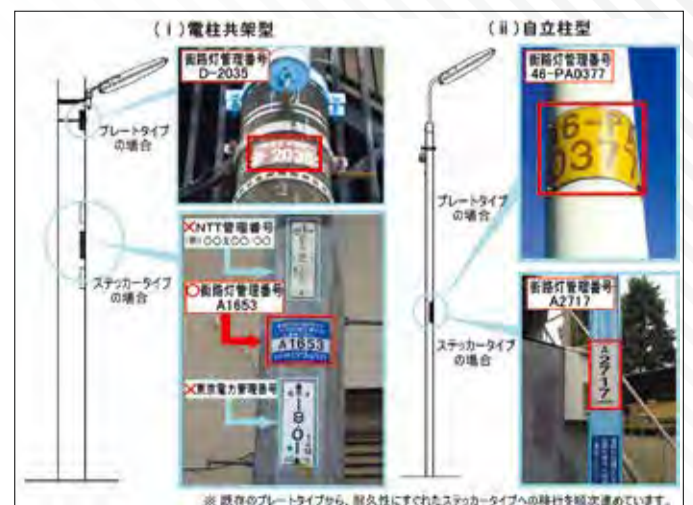 (ⅰ)電柱共架型
街路灯管理番号
D-2035
プレートタイプ
の場合
×NTT管理番号
○街路灯管理番号
A1653
A1653
ステッカータイプ
の場合
×東京電力管理番号
(ⅱ)自立柱型
街路灯管理番号
46-PA0377
0377
プレートタイプ
の場合
街路灯管理番号
A2717
A2717
ステッカータイプ
の場合
※ 既存のプレートタイプから、耐久性にすぐれたステッカータイプへの移行を順次進めています。